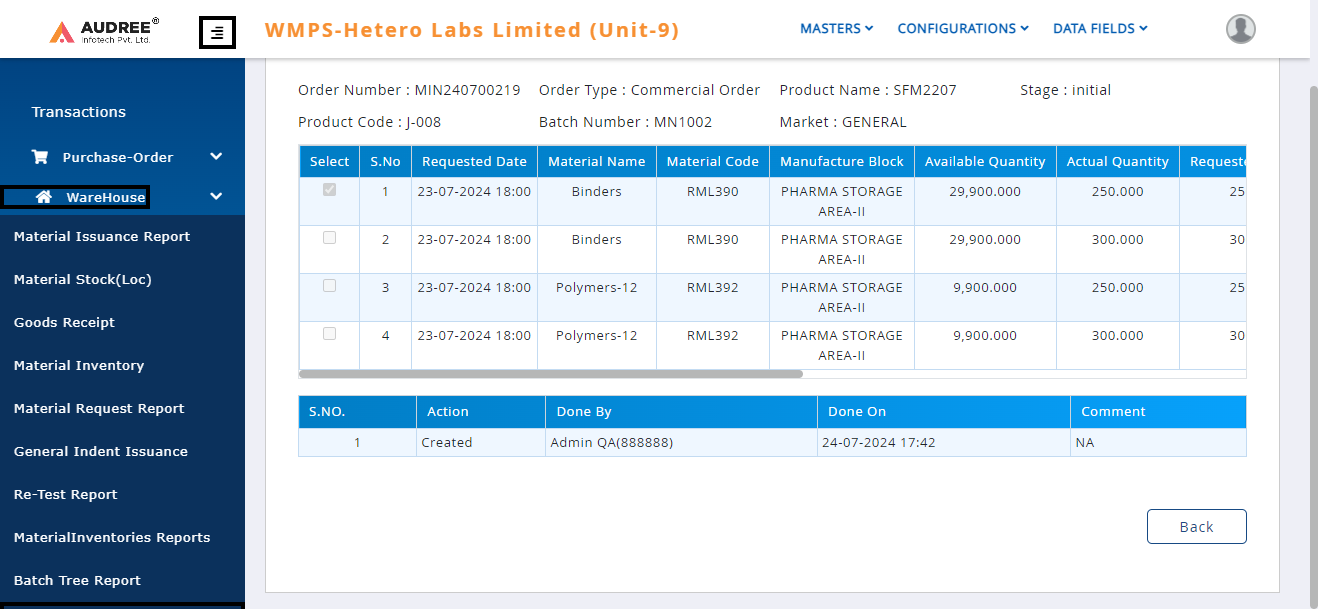 AUDREE®
Infotech Pvt. Ltd.
WMPS-Hetero Labs Limited (Unit-9)
MASTERS
CONFIGURATIONS
DATA FIELDS
Transactions
Purchase-Order
WareHouse
Material Issuance Report
Material Stock(Loc)
Goods Receipt
Material Inventory
Material Request Report
General Indent Issuance
Re-Test Report
MaterialInventories Reports
Batch Tree Report
Order Number : MIN240700219 Order Type : Commercial Order Product Name : SFM2207 Stage : initial
Product Code : J-008 Batch Number : MN1002 Market : GENERAL
Select S.No Requested Date Material Name Material Code Manufacture Block Available Quantity Actual Quantity
1 23-07-2024 18:00 Binders RML390 PHARMA STORAGE 29,900.000 250.000 25
AREA-II
2 23-07-2024 18:00 Binders RML390 PHARMA STORAGE 29,900.000 300.000 30
AREA-II
3 23-07-2024 18:00 Polymers-12 RML392 PHARMA STORAGE 9,900.000 250.000 25
AREA-II
4 23-07-2024 18:00 Polymers-12 RML392 PHARMA STORAGE 9,900.000 300.000 30
AREA-II
S.NO. Action Done By Done On Comment
1 Created Admin QA(888888) 24-07-2024 17:42 NA
Back